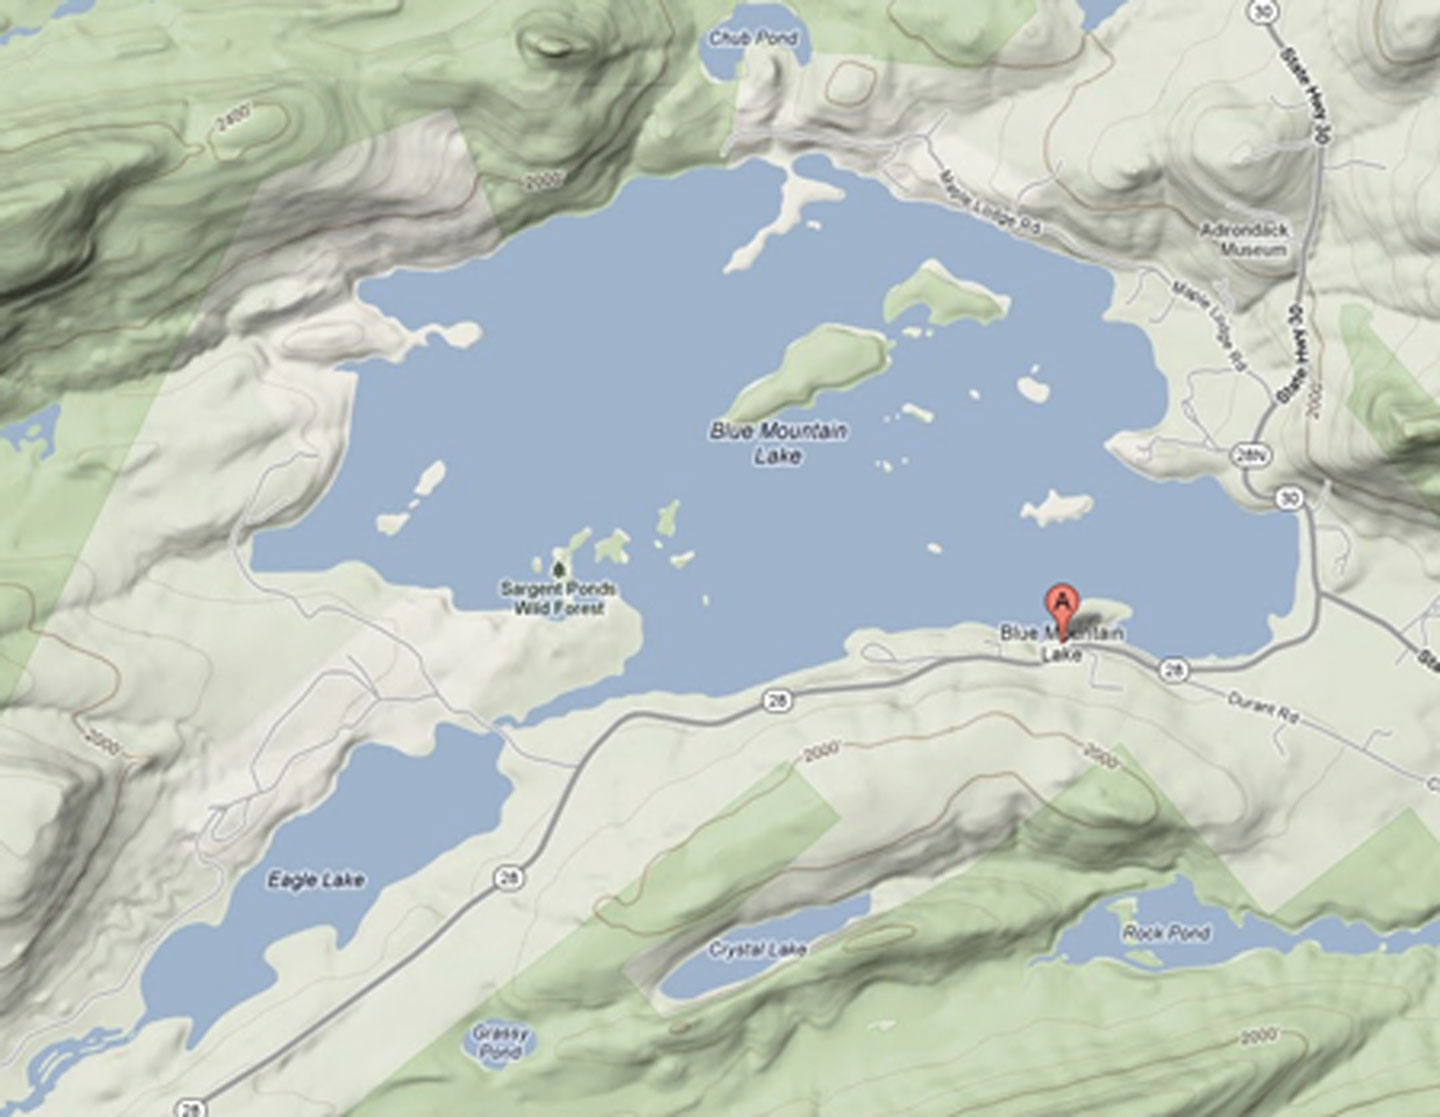 30
Chub Pond
State Hwy 30
2400'
2000'
Maple Lodge Rd
Adirondack
Museum
Maple Lodge Rd
State Hwy 30
2000'
Blue Mountain
Lake
28N
30
Sargent Ponds
Wild Forest
A
Blue Mountain
Lake
28
28
Durant Rd
2000'
2000'
2000'
28
Eagle Lake
Crystal Lake
Rock Pond
Grassy
Pond
2000'
28